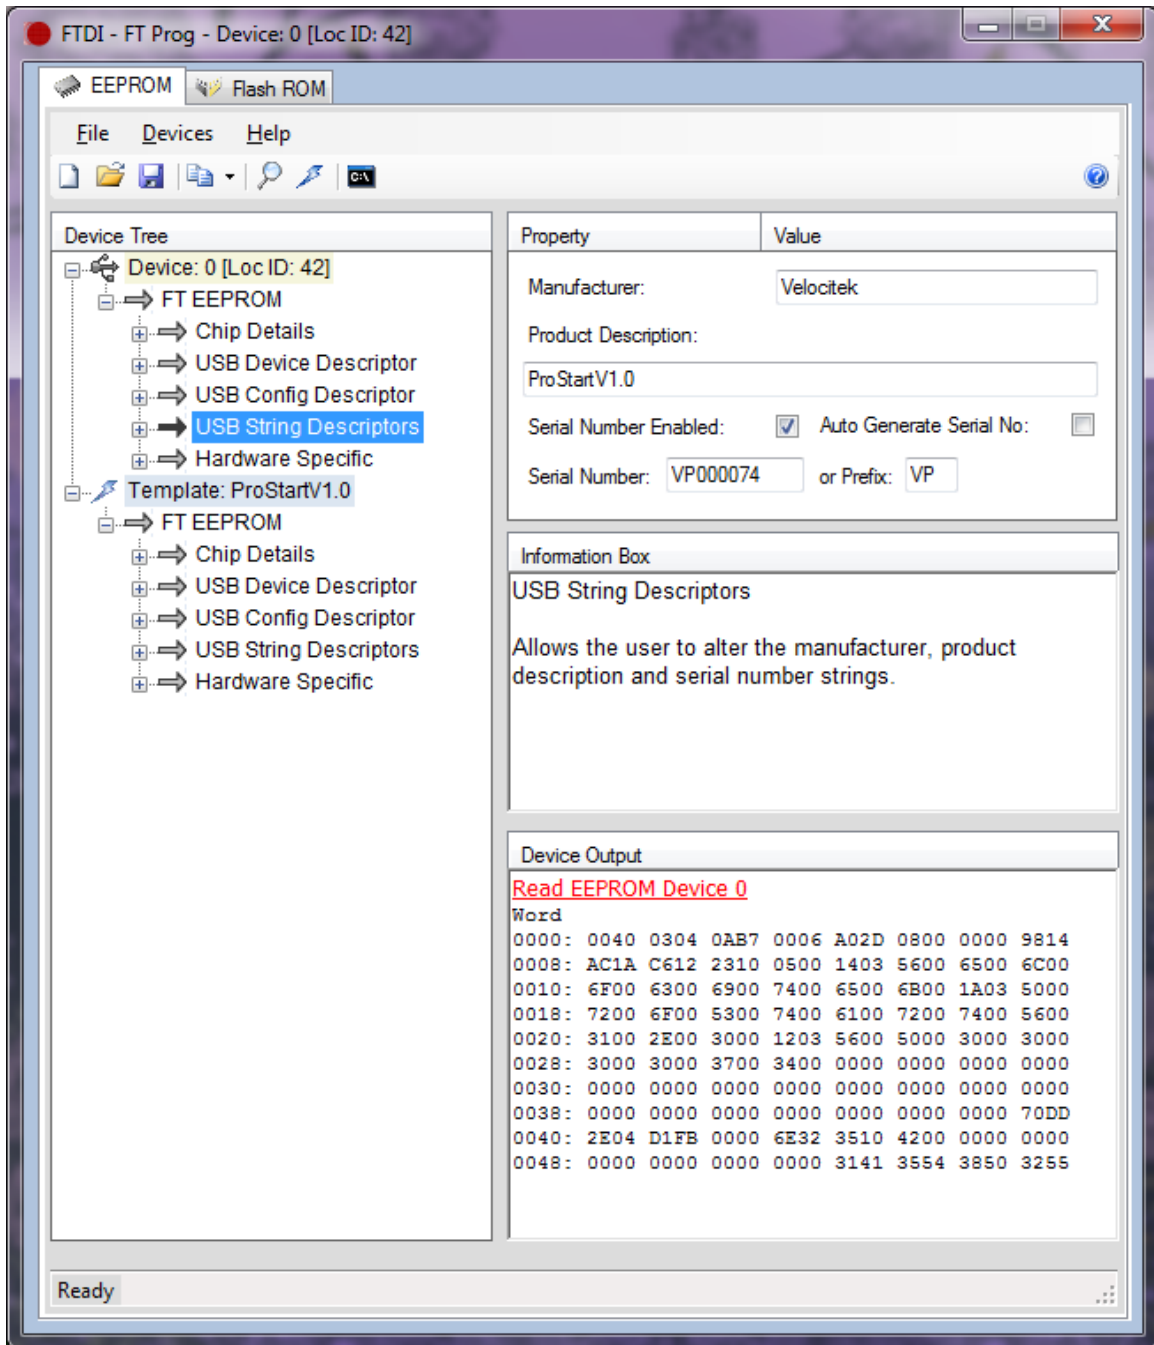 FTDI - FT Prog - Device: 0 [Loc ID: 42]
EEPROM Flash ROM
File Devices Help
C:\
Device Tree
Device: 0 [Loc ID: 42]
FT EEPROM
Chip Details
USB Device Descriptor
USB Config Descriptor
USB String Descriptors
Hardware Specific
Template: ProStartV1.0
FT EEPROM
Chip Details
USB Device Descriptor
USB Config Descriptor
USB String Descriptors
Hardware Specific
Property Value
Manufacturer: Velocitek
Product Description:
ProStartV1.0
Serial Number Enabled: Auto Generate Serial No:
Serial Number: VP000074 or Prefix: VP
Information Box
USB String Descriptors
Allows the user to alter the manufacturer, product
description and serial number strings.
Device Output
Read EEPROM Device 0
Word
0000: 0040 0304 0AB7 0006 A02D 0800 0000 9814
0008: AC1A C612 2310 0500 1403 5600 6500 6C00
0010: 6F00 6300 6900 7400 6500 6B00 1A03 5000
0018: 7200 6F00 5300 7400 6100 7200 7400 5600
0020: 3100 2E00 3000 1203 5600 5000 3000 3000
0028: 3000 3000 3700 3400 0000 0000 0000 0000
0030: 0000 0000 0000 0000 0000 0000 0000 0000
0038: 0000 0000 0000 0000 0000 0000 0000 70DD
0040: 2E04 D1FB 0000 6E32 3510 4200 0000 0000
0048: 0000 0000 0000 0000 3141 3554 3850 3255
Ready